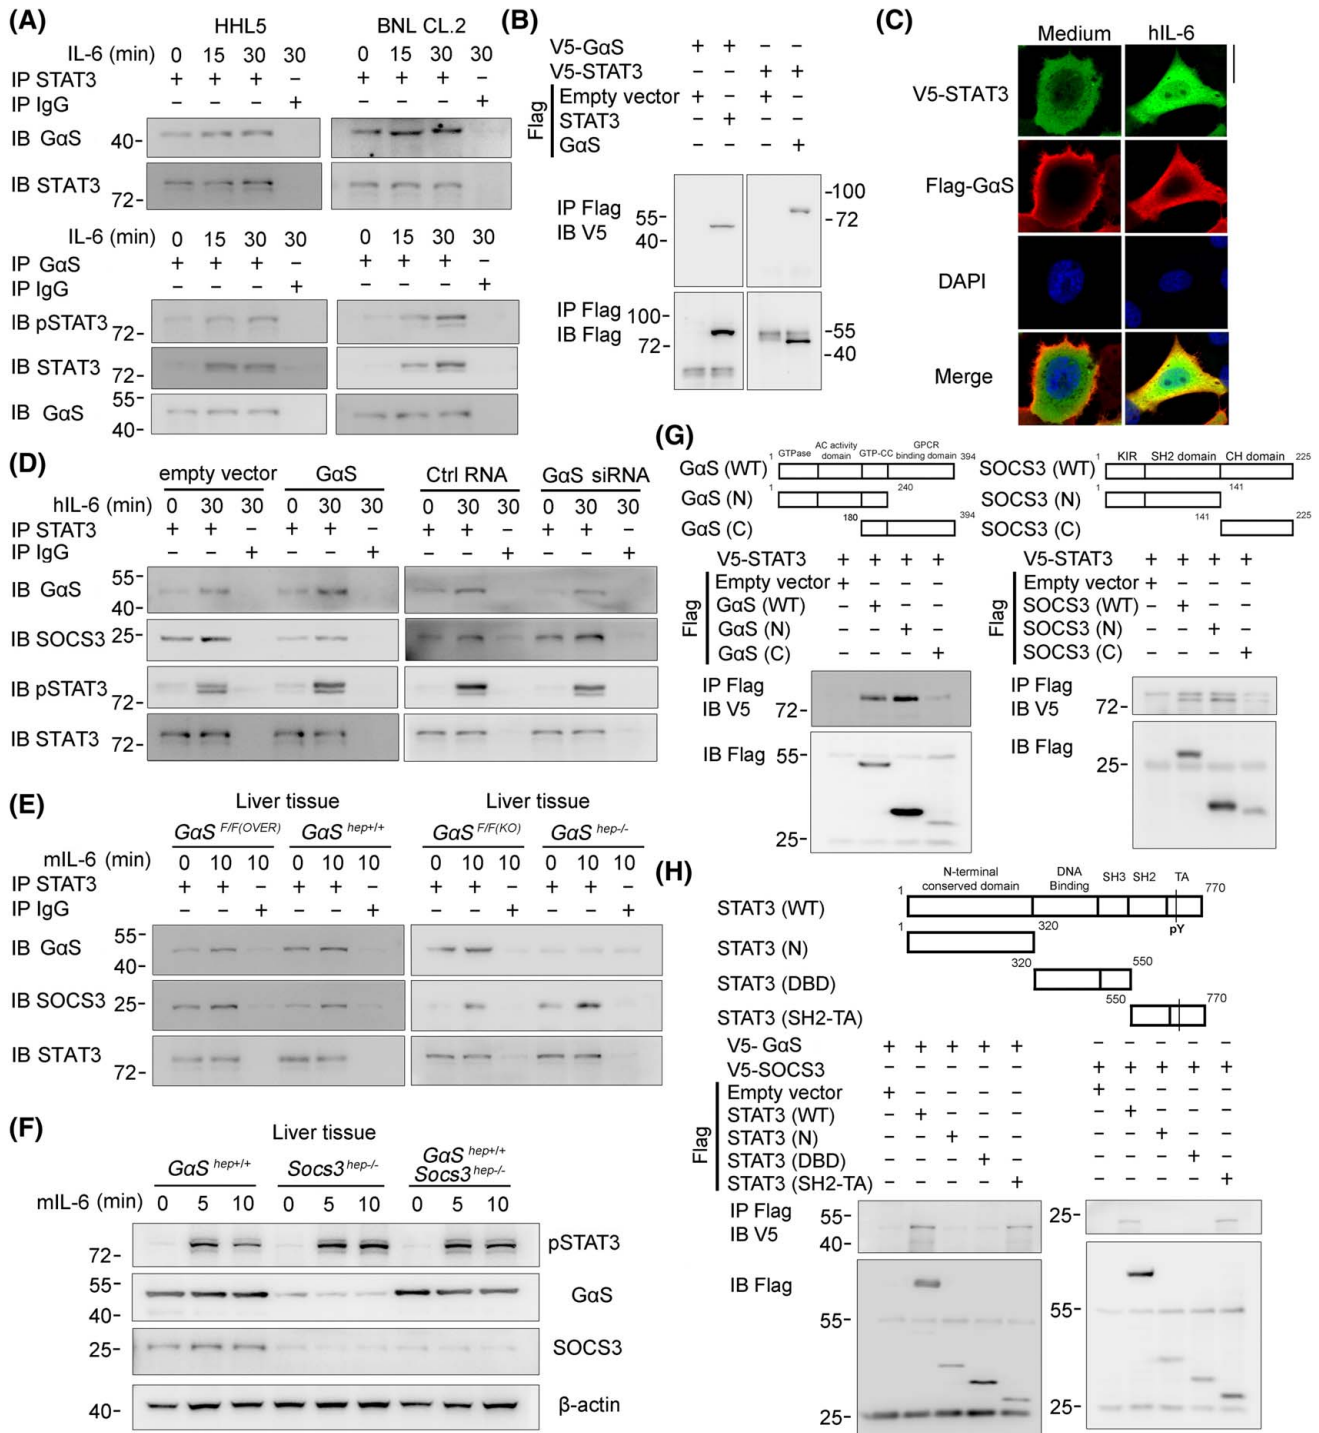 (A)
HHL5 BNL CL.2
IL-6 (min) 0 15 30 30 0 15 30 30
IP STAT3 + + + − + + + −
IP IgG − − − + − − − +
IB GαS 40-
IB STAT3 72-
IL-6 (min) 0 15 30 30 0 15 30 30
IP GαS + + + − + + + −
IP IgG − − − + − − − +
IB pSTAT3 72-
IB STAT3 72-
IB GαS 55- 40-
(B)
V5-GαS + + − −
V5-STAT3 − − + +
Flag
Empty vector + − + −
STAT3 − + − −
GαS − − − +
IP Flag
IB V5
55- 40- -100 -72
IP Flag
IB Flag
100- 72- -55 -40
(C)
Medium hIL-6
V5-STAT3
Flag-GαS
DAPI
Merge
(D)
empty vector GαS Ctrl RNA GαS siRNA
hIL-6 (min) 0 30 30 0 30 30 0 30 30 0 30 30
IP STAT3 + + − + + − + + − + + −
IP IgG − − + − − + − − + − − +
IB GαS 55- 40-
IB SOCS3 25-
IB pSTAT3 72-
IB STAT3 72-
(E)
Liver tissue Liver tissue
GαS F/F(OVER) GαS hep+/+ GαS F/F(KO) GαS hep-/-
mIL-6 (min) 0 10 10 0 10 10 0 10 10 0 10 10
IP STAT3 + + − + + − + + − + + −
IP IgG − − + − − + − − + − − +
IB GαS 55- 40-
IB SOCS3 25-
IB STAT3 72-
(F)
Liver tissue
GαS hep+/+ Socs3 hep-/- GαS hep+/+ Socs3 hep-/-
mIL-6 (min) 0 5 10 0 5 10 0 5 10
72- pSTAT3
55- 40- GαS
25- SOCS3
40- β-actin
(G)
1 GTPase AC activity domain GTP-CC GPCR binding domain 394
GαS (WT)
GαS (N) 1 240
GαS (C) 180 394
V5-STAT3 + + + +
Flag
Empty vector + − − −
GαS (WT) − + − −
GαS (N) − − + −
GαS (C) − − − +
IP Flag
IB V5
72-
IB Flag 55- 25-
1 KIR SH2 domain CH domain 225
SOCS3 (WT)
SOCS3 (N) 1 141
SOCS3 (C) 141 225
V5-STAT3 + + + +
Flag
Empty vector + − − −
SOCS3 (WT) − + − −
SOCS3 (N) − − + −
SOCS3 (C) − − − +
IP Flag
IB V5
72-
IB Flag
25-
(H)
1 N-terminal conserved domain DNA Binding SH3 SH2 TA 770
STAT3 (WT)
pY
STAT3 (N) 1 320
STAT3 (DBD) 320 550
STAT3 (SH2-TA) 550 770
V5- GαS + + + + + − − − − −
V5-SOCS3 − − − − − + + + + +
Flag
Empty vector + − − − − + − − − −
STAT3 (WT) − + − − − − + − − −
STAT3 (N) − − + − − − − + − −
STAT3 (DBD) − − − + − − − − + −
STAT3 (SH2-TA) − − − − + − − − − +
IP Flag
IB V5
55- 40- 25-
IB Flag
55- 55-
25- 25-